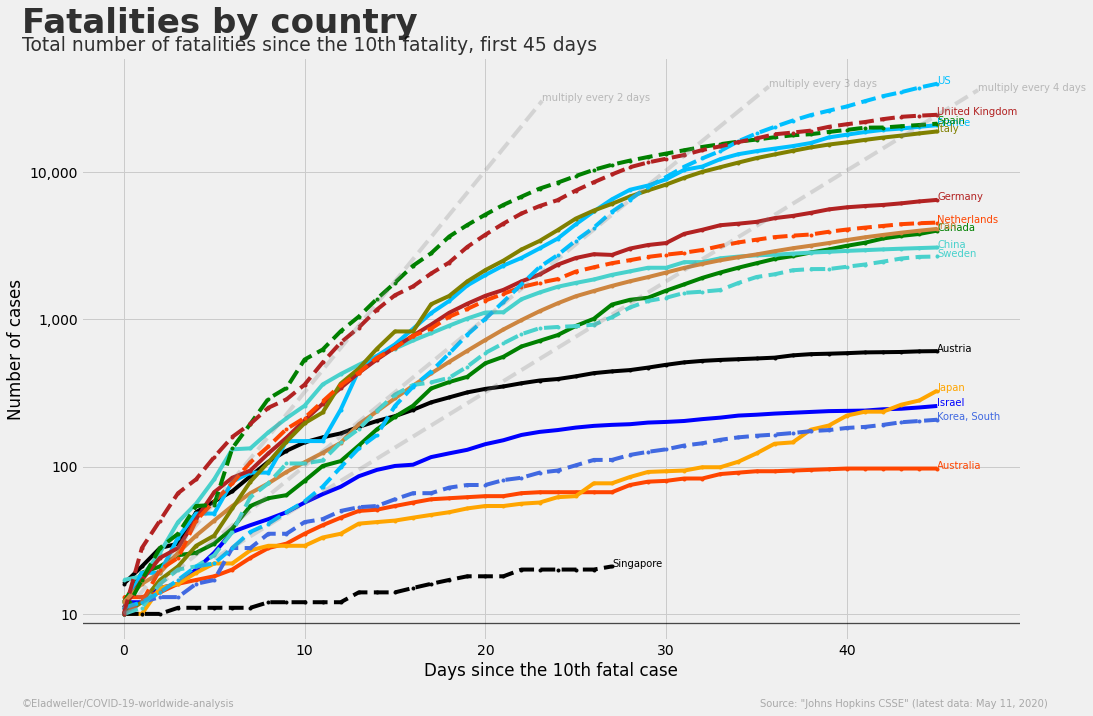 Fatalities by country
Total number of fatalities since the 10th fatality, first 45 days
multiply every 2 days
multiply every 3 days
multiply every 4 days
US
United Kingdom
Spain
France
Italy
Germany
Netherlands
Canada
China
Sweden
Austria
Japan
Israel
Korea, South
Australia
Singapore
10,000
1,000
100
10
Number of cases
0 10 20 30 40
Days since the 10th fatal case
©Eladweller/COVID-19-worldwide-analysis
Source: "Johns Hopkins CSSE" (latest data: May 11, 2020)